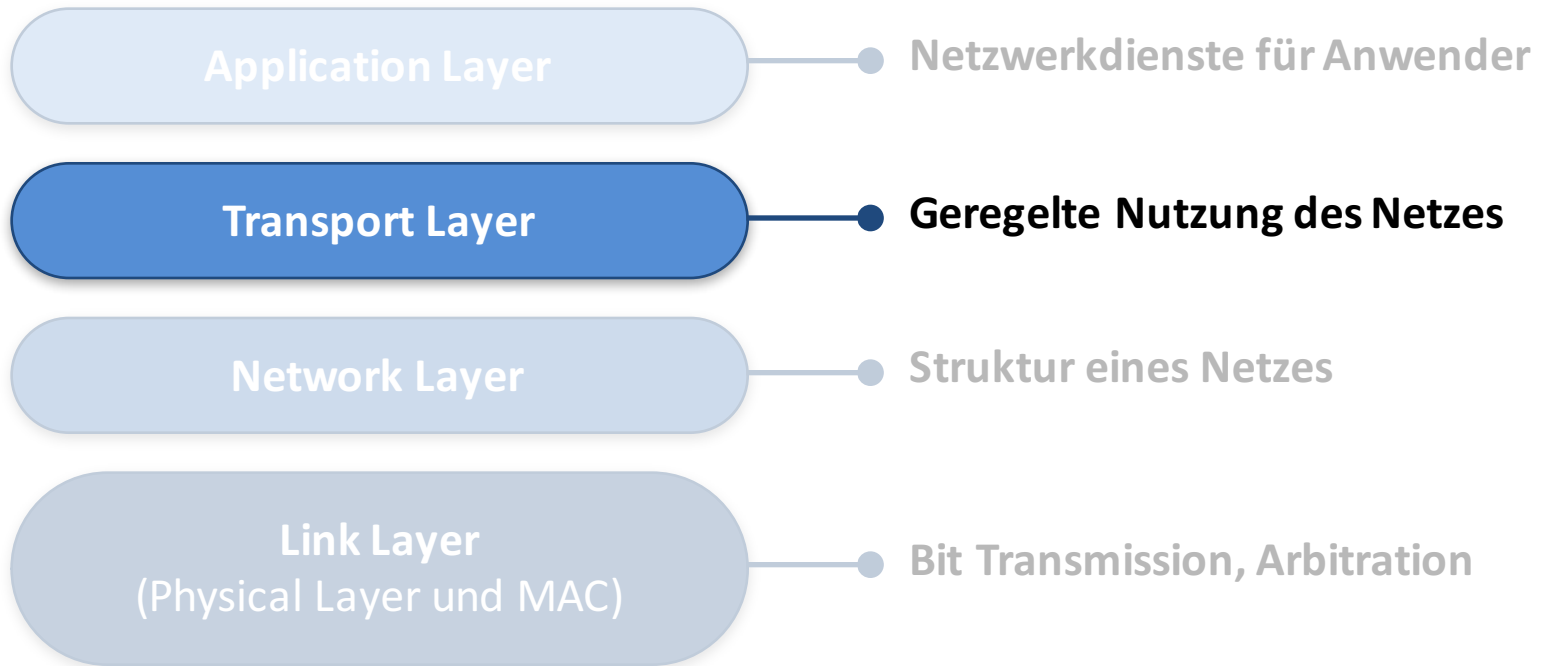 Application Layer
Netzwerkdienste für Anwender
Transport Layer
Geregelte Nutzung des Netzes
Network Layer
Struktur eines Netzes
Link Layer
(Physical Layer und MAC)
Bit Transmission, Arbitration